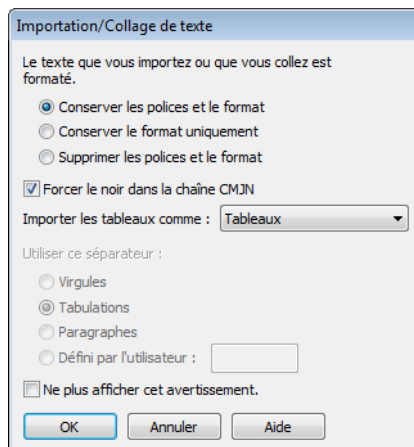 Importation/Collage de texte
Le texte que vous importez ou que vous collez est
formaté.
Conserver les polices et le format
Conserver le format uniquement
Supprimer les polices et le format
Forcer le noir dans la chaîne CMJN
Importer les tableaux comme : Tableaux
Utiliser ce séparateur :
Virgules
Tabulations
Paragraphes
Défini par l'utilisateur :
Ne plus afficher cet avertissement.
OK Annuler Aide